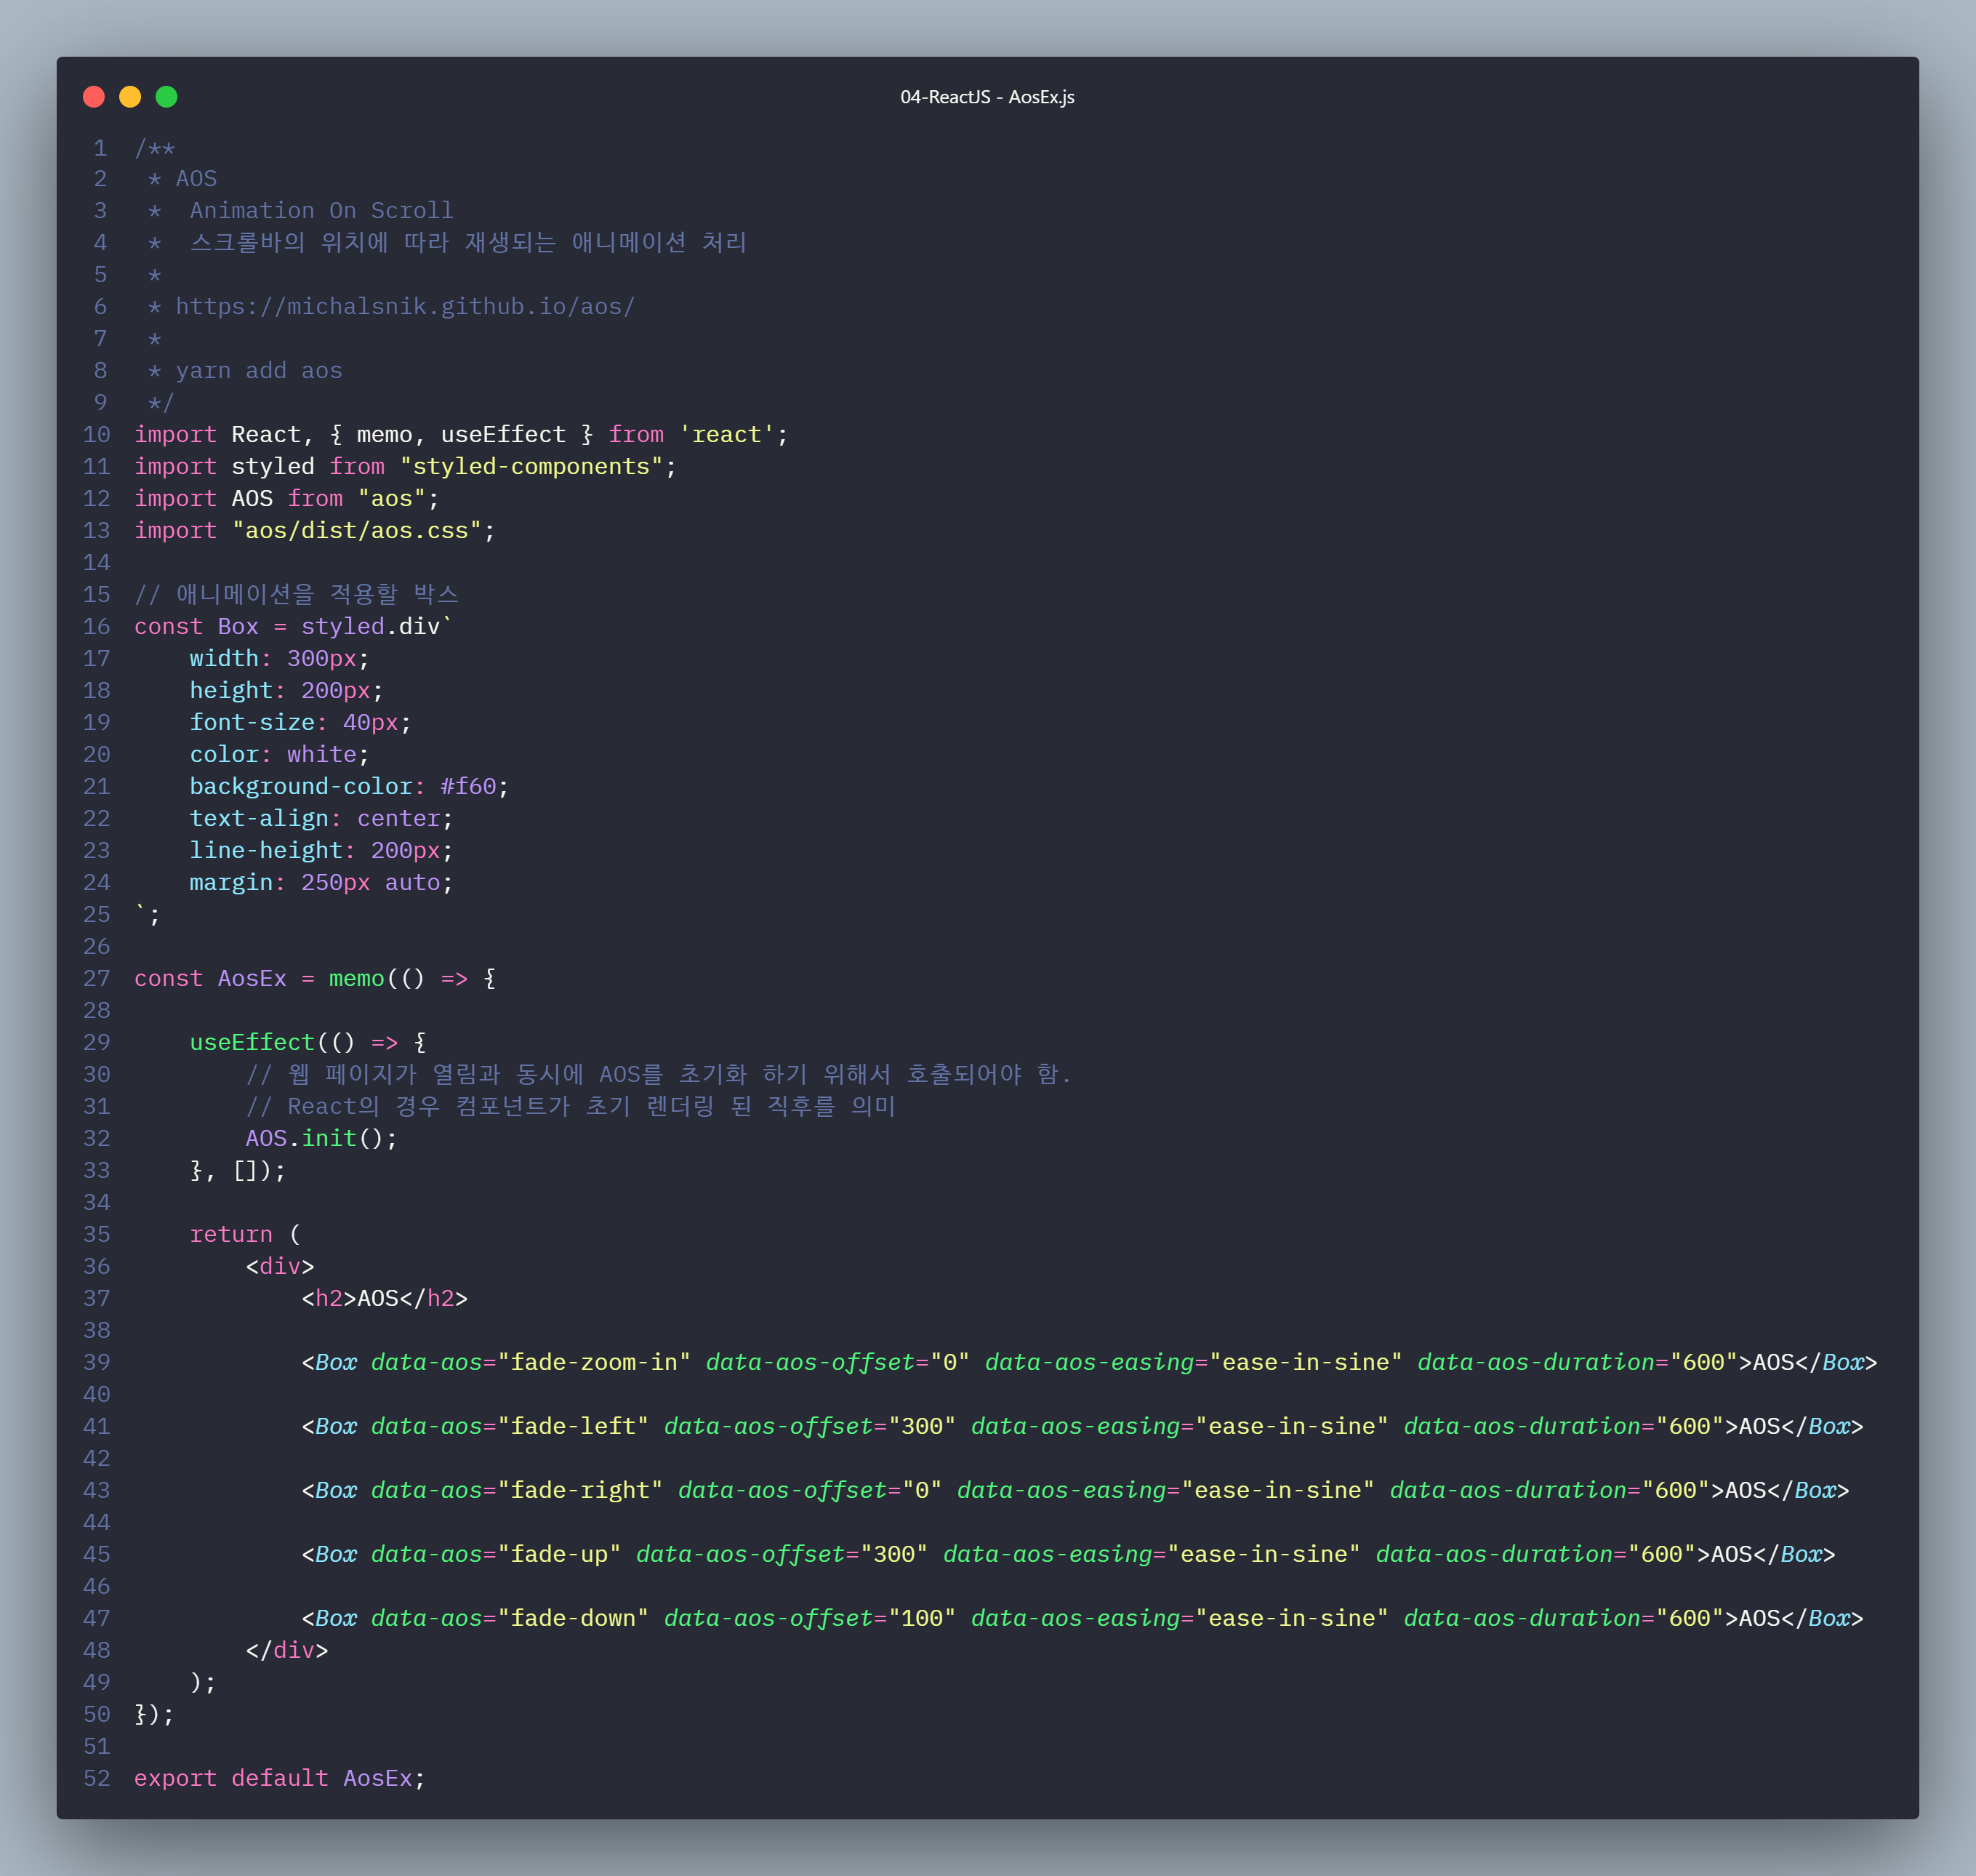 04-ReactJS - AosEx.js
1 /**
2  * AOS
3  *  Animation On Scroll
4  *  스크롤바의 위치에 따라 재생되는 애니메이션 처리
5  *
6  * https://michalsnik.github.io/aos/
7  *
8  * yarn add aos
9  */
10 import React, { memo, useEffect } from 'react';
11 import styled from "styled-components";
12 import AOS from "aos";
13 import "aos/dist/aos.css";
14
15 // 애니메이션을 적용할 박스
16 const Box = styled.div`
17     width: 300px;
18     height: 200px;
19     font-size: 40px;
20     color: white;
21     background-color: #f60;
22     text-align: center;
23     line-height: 200px;
24     margin: 250px auto;
25 `;
26
27 const AosEx = memo(() => {
28
29     useEffect(() => {
30         // 웹 페이지가 열림과 동시에 AOS를 초기화 하기 위해서 호출되어야 함.
31         // React의 경우 컴포넌트가 초기 렌더링 된 직후를 의미
32         AOS.init();
33     }, []);
34
35     return (
36         <div>
37             <h2>AOS</h2>
38
39             <Box data-aos="fade-zoom-in" data-aos-offset="0" data-aos-easing="ease-in-sine" data-aos-duration="600">AOS</Box>
40
41             <Box data-aos="fade-left" data-aos-offset="300" data-aos-easing="ease-in-sine" data-aos-duration="600">AOS</Box>
42
43             <Box data-aos="fade-right" data-aos-offset="0" data-aos-easing="ease-in-sine" data-aos-duration="600">AOS</Box>
44
45             <Box data-aos="fade-up" data-aos-offset="300" data-aos-easing="ease-in-sine" data-aos-duration="600">AOS</Box>
46
47             <Box data-aos="fade-down" data-aos-offset="100" data-aos-easing="ease-in-sine" data-aos-duration="600">AOS</Box>
48         </div>
49     );
50 });
51
52 export default AosEx;